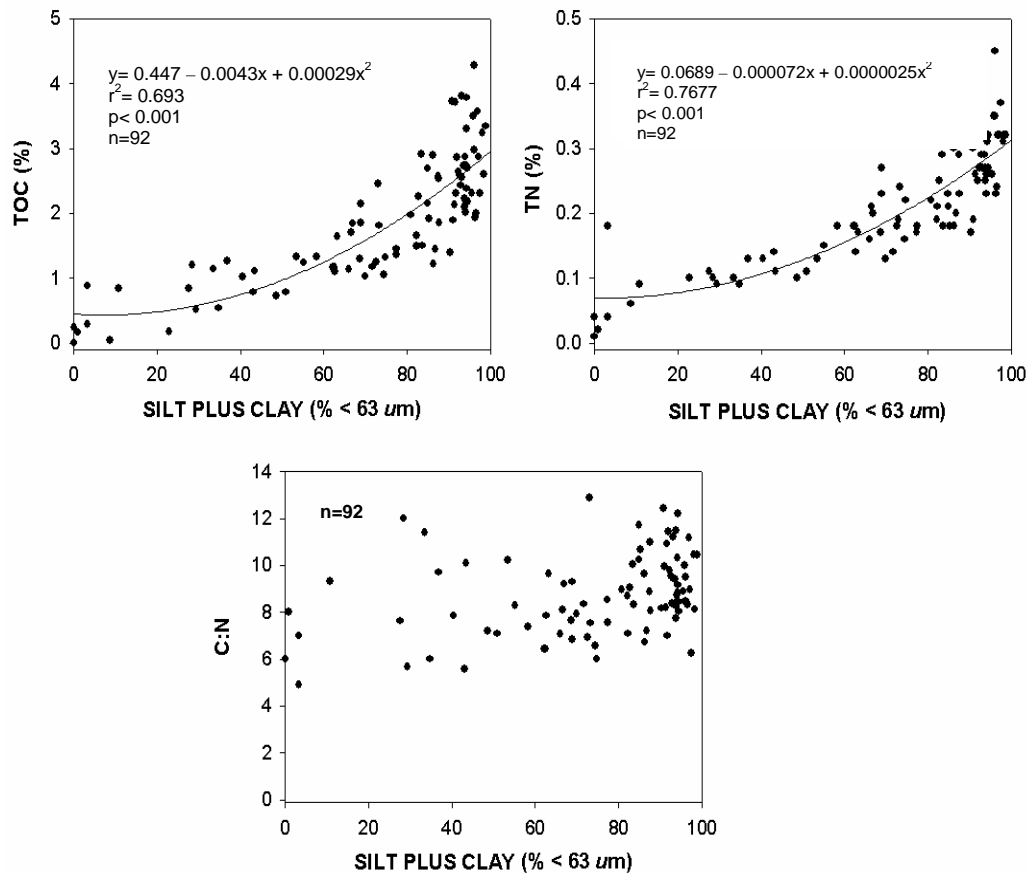 5
4
3
2
1
0
TOC (%)
y= 0.447 – 0.0043x + 0.00029x²
r²= 0.693
p< 0.001
n=92
0 20 40 60 80 100
SILT PLUS CLAY (% < 63 um)
0.5
0.4
0.3
0.2
0.1
0.0
TN (%)
y= 0.0689 – 0.000072x + 0.0000025x²
r²= 0.7677
p< 0.001
n=92
0 20 40 60 80 100
SILT PLUS CLAY (% < 63 um)
14
12
10
8
6
4
2
0
C:N
n=92
0 20 40 60 80 100
SILT PLUS CLAY (% < 63 um)